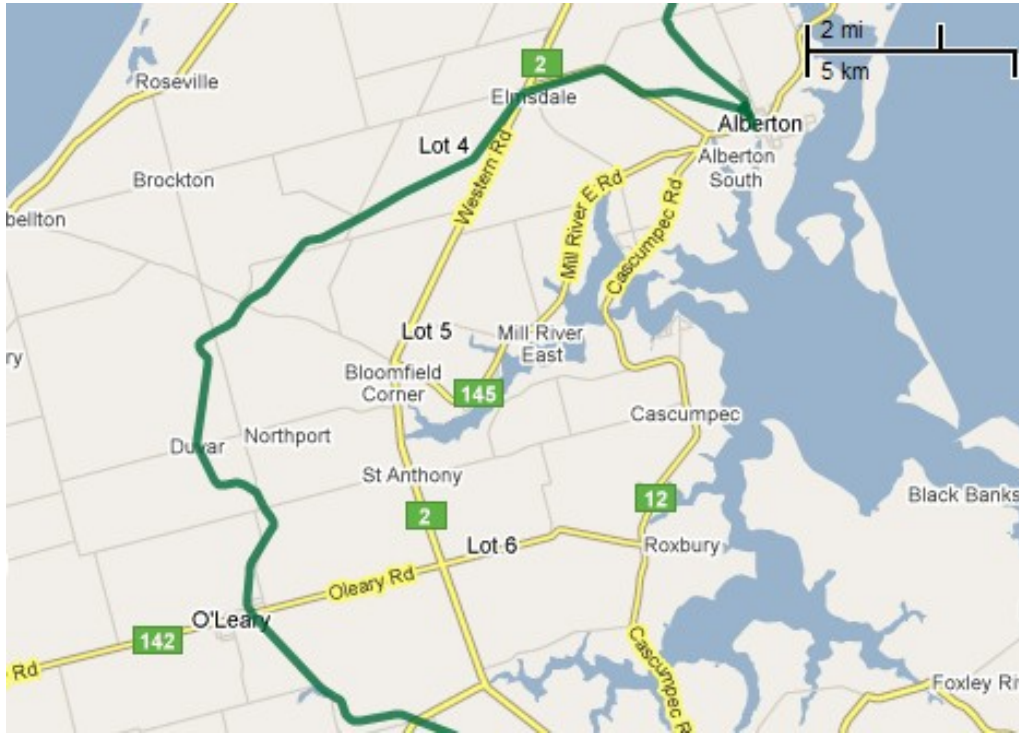 2 mi
5 km
Roseville
2
Elmsdale
Alberton
Lot 4
Alberton
South
Brockton
Western Rd
Mill River E Rd
Cascumpec Rd
bellton
Lot 5
Mill River
East
ry
Bloomfield
Corner
145
Cascumpec
Duvar
Northport
St Anthony
12
Black Banks
2
Lot 6
Roxbury
Oleary Rd
O'Leary
142
Rd
Cascumpec R
Foxley Ri